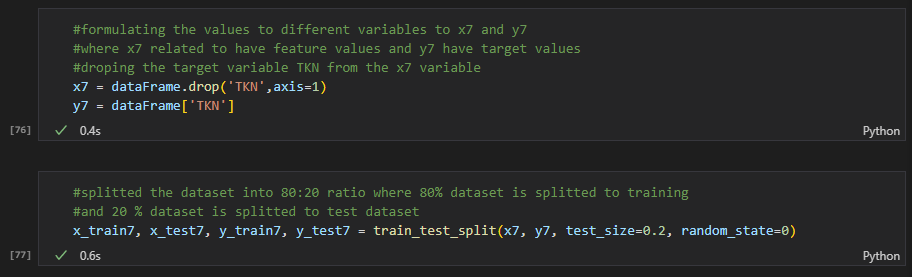 #formulating the values to different variables to x7 and y7
#where x7 related to have feature values and y7 have target values
#droping the target variable TKN from the x7 variable
x7 = dataFrame.drop('TKN',axis=1)
y7 = dataFrame['TKN']
[76] ✓ 0.4s Python
#splitted the dataset into 80:20 ratio where 80% dataset is splitted to training
#and 20 % dataset is splitted to test dataset
x_train7, x_test7, y_train7, y_test7 = train_test_split(x7, y7, test_size=0.2, random_state=0)
[77] ✓ 0.6s Python